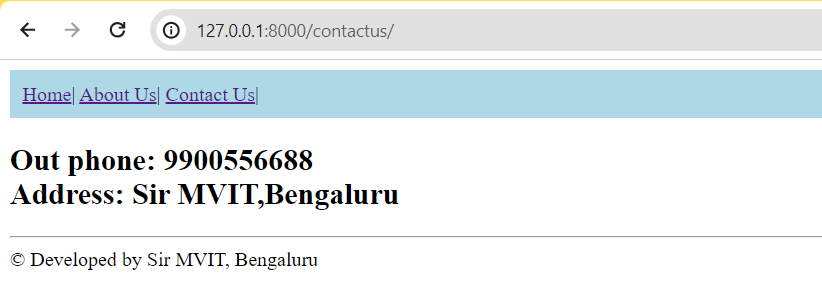 127.0.0.1:8000/contactus/
Home| About Us| Contact Us|
Out phone: 9900556688
Address: Sir MVIT,Bengaluru
© Developed by Sir MVIT, Bengaluru